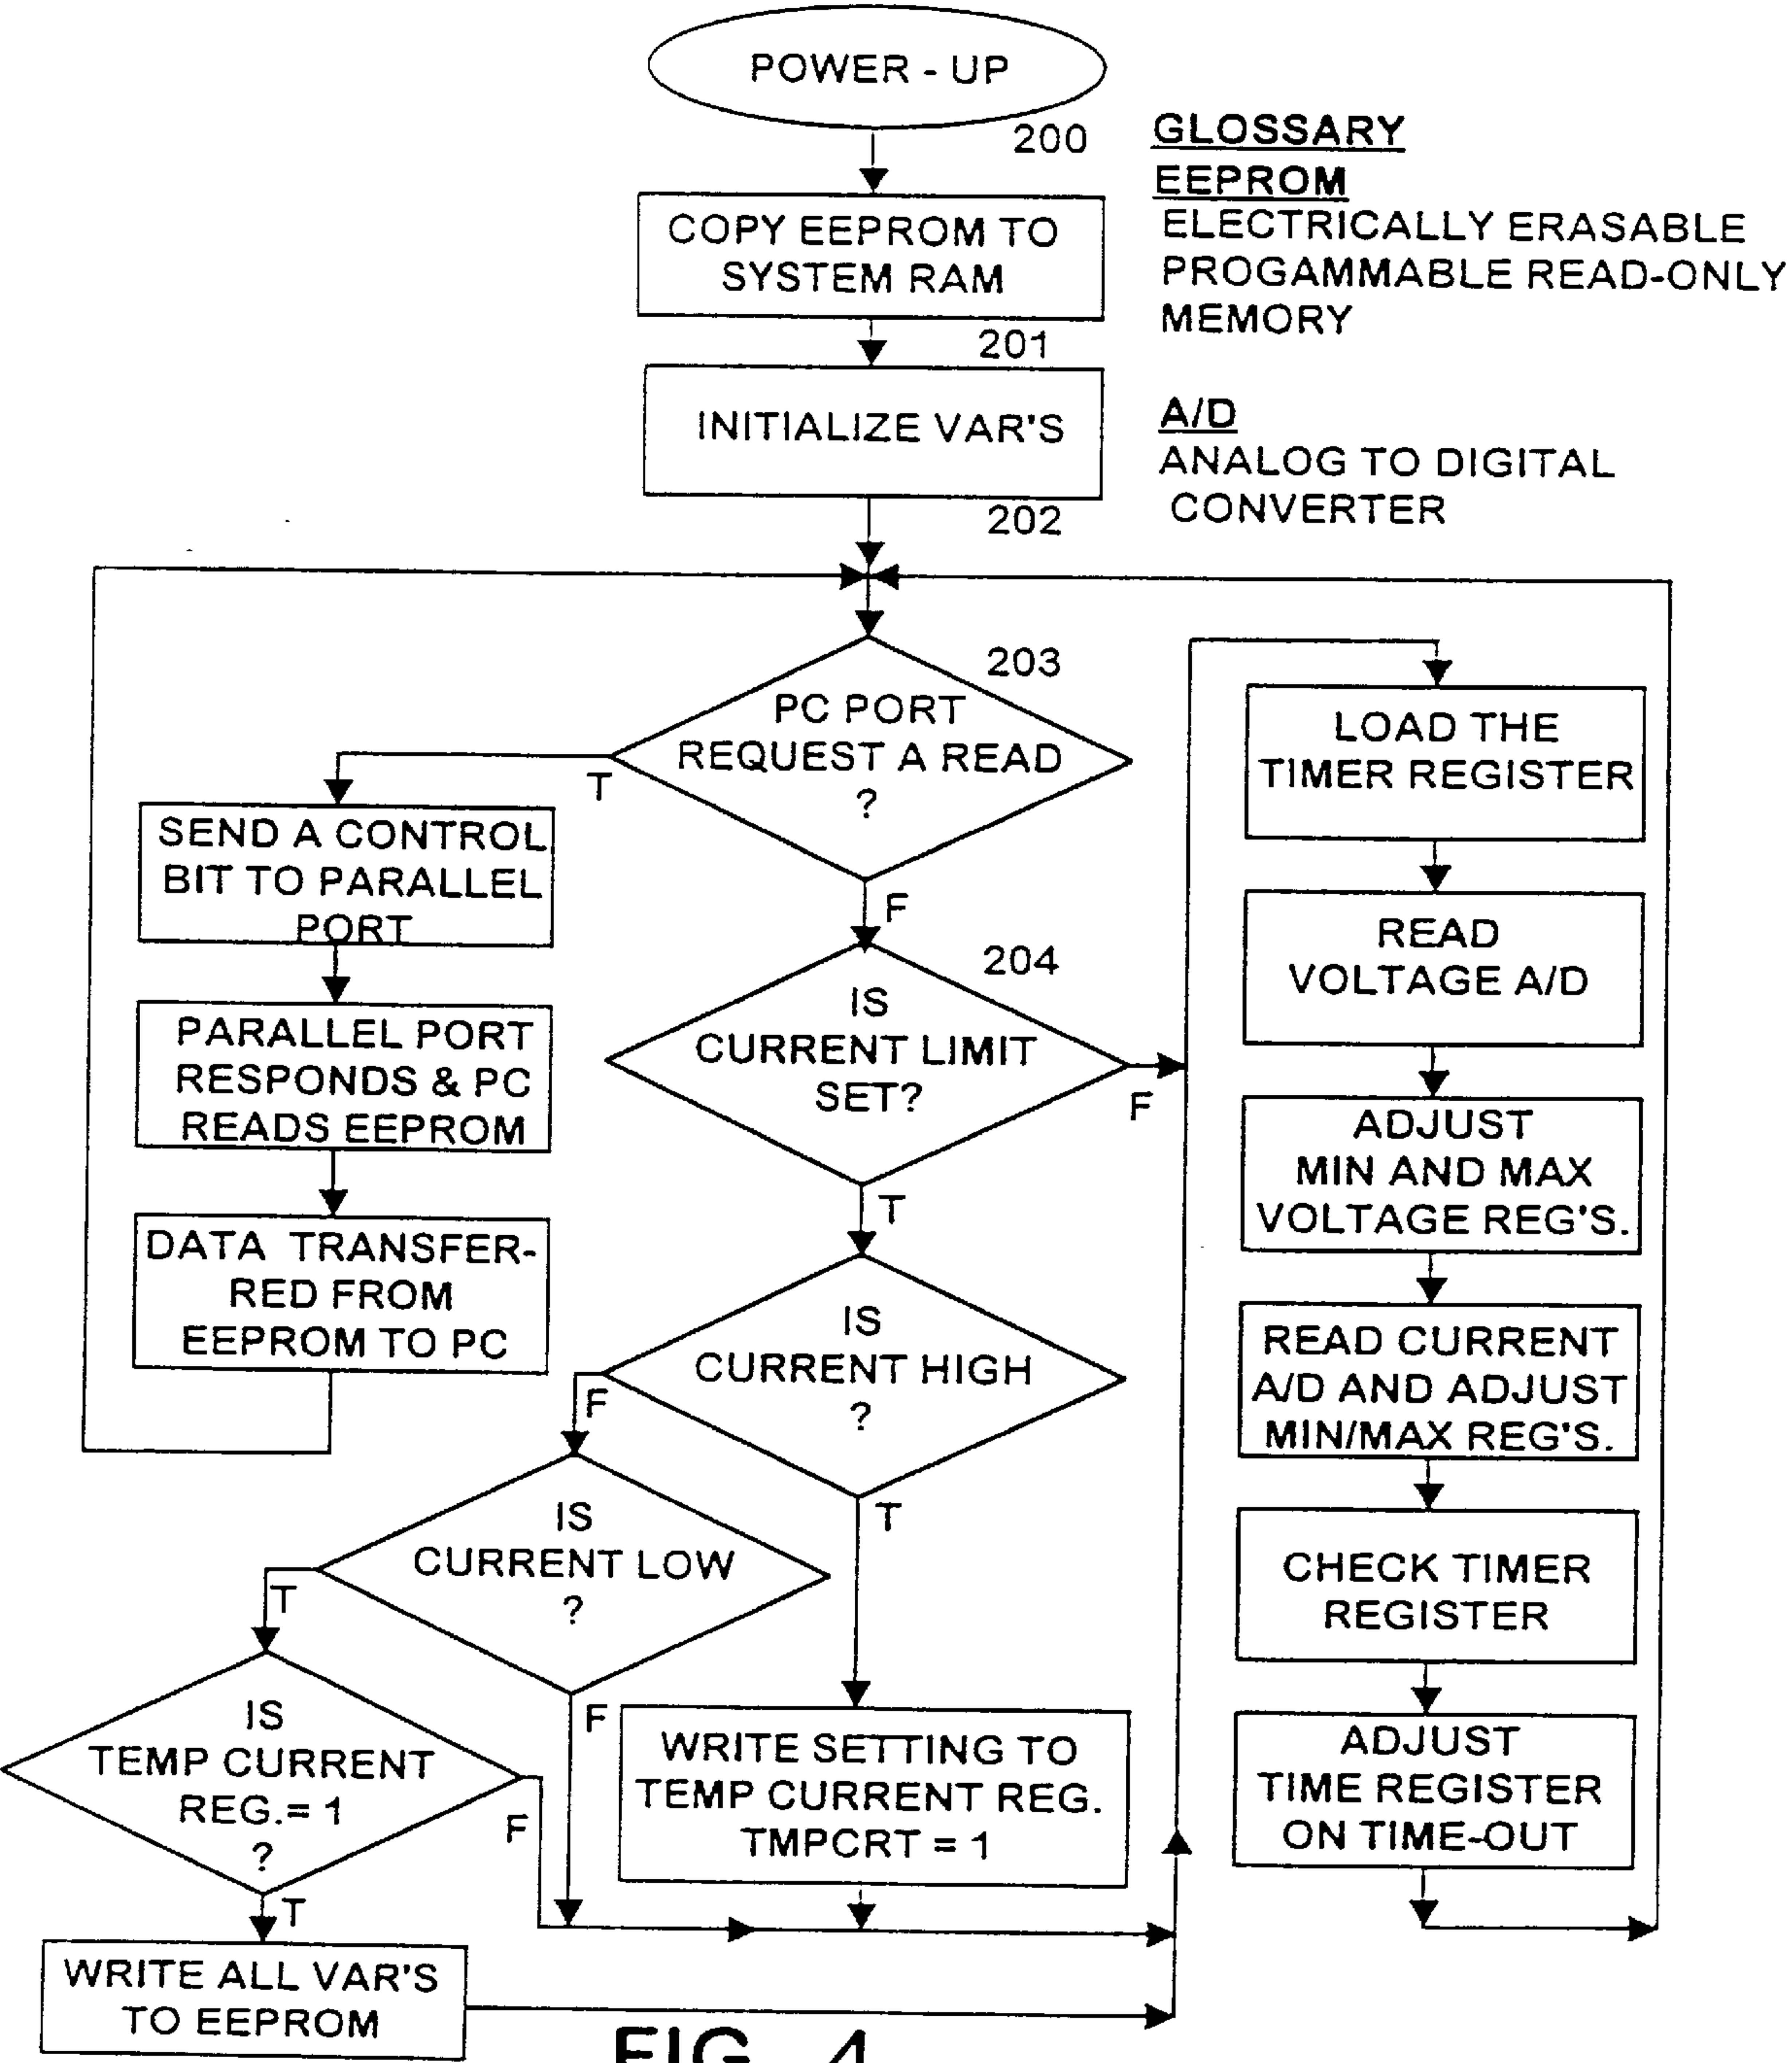 POWER - UP
200
GLOSSARY
EEPROM
ELECTRICALLY ERASABLE
PROGAMMABLE READ-ONLY
MEMORY
COPY EEPROM TO
SYSTEM RAM
201
INITIALIZE VAR'S
A/D
ANALOG TO DIGITAL
CONVERTER
202
203
PC PORT
REQUEST A READ
?
T
F
SEND A CONTROL
BIT TO PARALLEL
PORT
PARALLEL PORT
RESPONDS & PC
READS EEPROM
DATA TRANSFER-
RED FROM
EEPROM TO PC
204
IS
CURRENT LIMIT
SET?
F
T
IS
CURRENT HIGH
?
F
T
IS
CURRENT LOW
?
T
F
IS
TEMP CURRENT
REG.= 1
?
F
T
WRITE SETTING TO
TEMP CURRENT REG.
TMPCRT = 1
WRITE ALL VAR'S
TO EEPROM
LOAD THE
TIMER REGISTER
READ
VOLTAGE A/D
ADJUST
MIN AND MAX
VOLTAGE REG'S.
READ CURRENT
A/D AND ADJUST
MIN/MAX REG'S.
CHECK TIMER
REGISTER
ADJUST
TIME REGISTER
ON TIME-OUT
FIG. 4